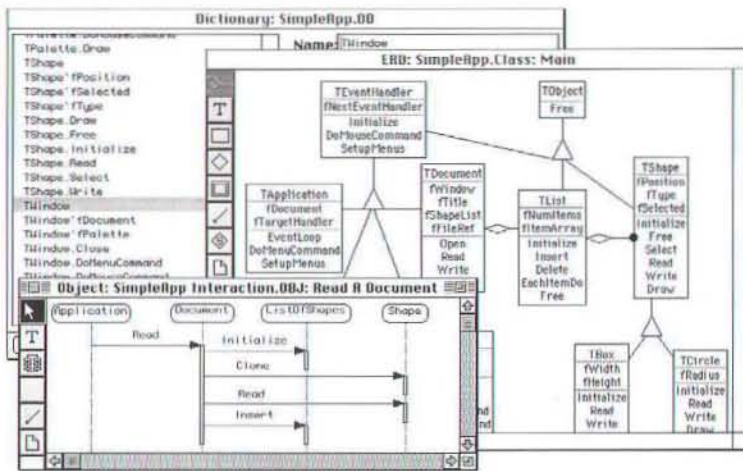 Dictionary: SimpleApp.OO
TPalette.DoMouseCommand
TPalette.Draw
TShape
TShape'fPosition
TShape'fSelected
TShape'fType
TShape.Draw
TShape.Free
TShape.Initialize
TShape.Read
TShape.Select
TShape.Write
TWindow
TWindow'fDocument
TWindow'fPalette
TWindow.Close
TWindow.DoMenuCommand
TWindow.DoMouseCommand
Name: TWindow
ERD: SimpleApp.Class: Main
T
TEventHandler
fNextEventHandler
Initialize
DoMouseCommand
SetupMenus
TObject
Free
TApplication
fDocument
fTargetHandler
EventLoop
DoMenuCommand
SetupMenus
TDocument
fWindow
fTitle
fShapeList
fFileRef
Open
Read
Write
TList
fNumItems
fItemArray
Initialize
Insert
Delete
EachItemDo
Free
TShape
fPosition
fType
fSelected
Initialize
Free
Select
Read
Write
Draw
TBox
fWidth
fHeight
Initialize
Read
Write
TCircle
fRadius
Initialize
Read
Write
Draw
Object: SimpleApp Interaction.OBJ: Read A Document
T
Application
Document
ListOfShapes
Shape
Read
Initialize
Clone
Read
Insert